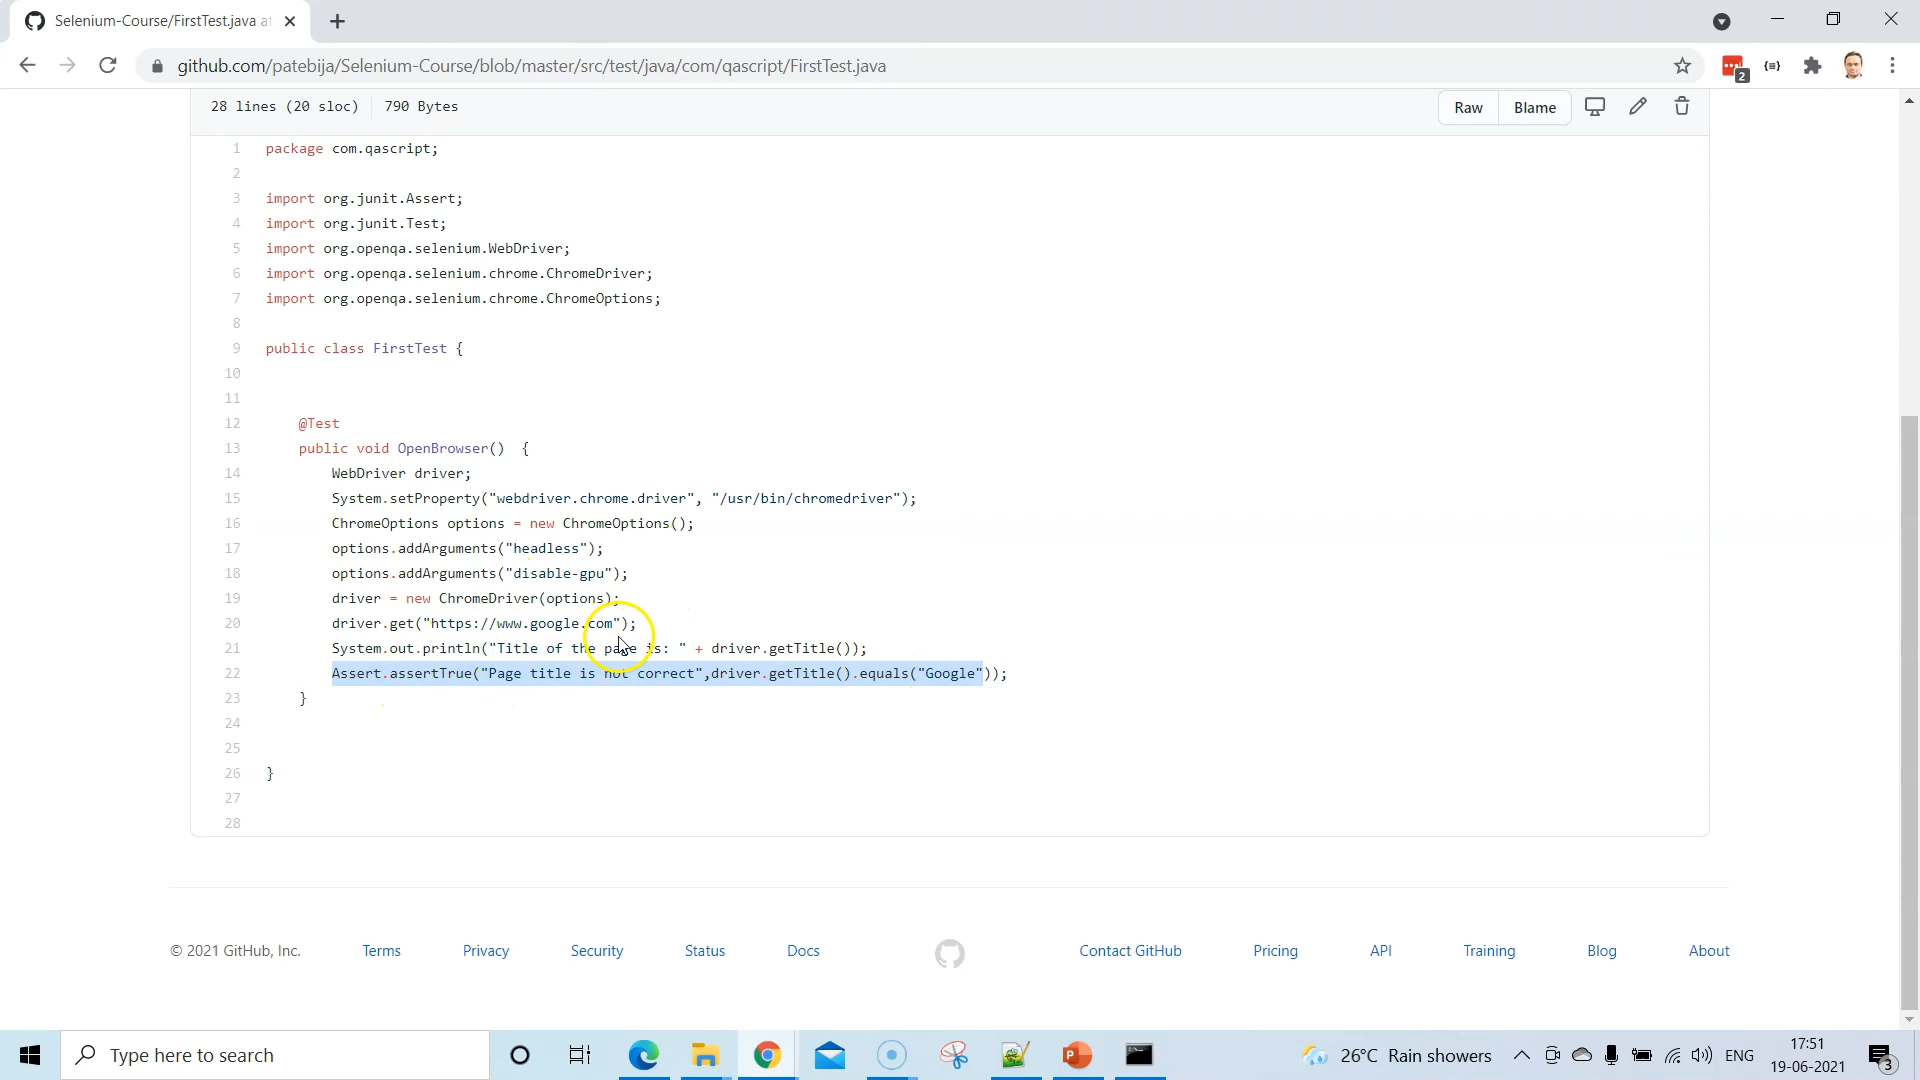 Selenium-Course/FirstTest.java at
github.com/patebija/Selenium-Course/blob/master/src/test/java/com/qascript/FirstTest.java
2
28 lines (20 sloc) 790 Bytes
Raw Blame
1 package com.qascript;
2
3 import org.junit.Assert;
4 import org.junit.Test;
5 import org.openqa.selenium.WebDriver;
6 import org.openqa.selenium.chrome.ChromeDriver;
7 import org.openqa.selenium.chrome.ChromeOptions;
8
9 public class FirstTest {
10
11
12 @Test
13 public void OpenBrowser() {
14 WebDriver driver;
15 System.setProperty("webdriver.chrome.driver", "/usr/bin/chromedriver");
16 ChromeOptions options = new ChromeOptions();
17 options.addArguments("headless");
18 options.addArguments("disable-gpu");
19 driver = new ChromeDriver(options);
20 driver.get("https://www.google.com");
21 System.out.println("Title of the page is: " + driver.getTitle());
22 Assert.assertTrue("Page title is not correct",driver.getTitle().equals("Google"));
23 }
24
25
26 }
27
28
© 2021 GitHub, Inc. Terms Privacy Security Status Docs Contact GitHub Pricing API Training Blog About
Type here to search
26°C Rain showers
ENG
17:51
19-06-2021
3